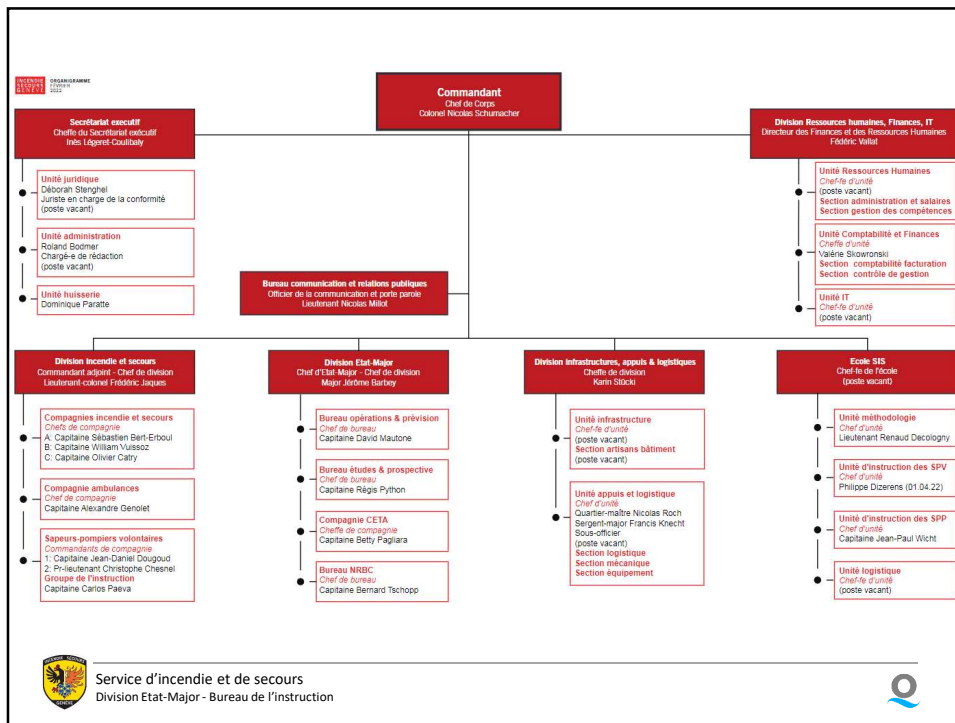 INCENDIE
SECOURS
GENÈVE
ORGANIGRAMME
FÉVRIER
2022
Commandant
Chef de Corps
Colonel Nicolas Schumacher
Secrétariat executif
Cheffe du Secrétariat exécutif
Inès Légeret-Coulibaly
Unité juridique
Déborah Stenghel
Juriste en charge de la conformité
(poste vacant)
Unité administration
Roland Bodmer
Chargé-e de rédaction
(poste vacant)
Unité huisserie
Dominique Paratte
Division Ressources humaines, Finances, IT
Directeur des Finances et des Ressources Humaines
Fédéric Vallat
Unité Ressources Humaines
Chef-fe d'unité
(poste vacant)
Section administration et salaires
Section gestion des compétences
Unité Comptabilité et Finances
Cheffe d'unité
Valérie Skowronski
Section comptabilité facturation
Section contrôle de gestion
Unité IT
Chef-fe d'unité
(poste vacant)
Bureau communication et relations publiques
Officier de la communication et porte parole
Lieutenant Nicolas Millot
Division incendie et secours
Commandant adjoint - Chef de division
Lieutenant-colonel Frédéric Jaques
Compagnies incendie et secours
Chefs de compagnie
A: Capitaine Sébastien Bert-Erboul
B: Capitaine William Vuissoz
C: Capitaine Olivier Catry
Compagnie ambulances
Chef de compagnie
Capitaine Alexandre Genolet
Sapeurs-pompiers volontaires
Commandants de compagnie
1: Capitaine Jean-Daniel Dougoud
2: Pr-lieutenant Christophe Chesnel
Groupe de l'instruction
Capitaine Carlos Paeva
Division Etat-Major
Chef d'Etat-Major - Chef de division
Major Jérôme Barbey
Bureau opérations & prévision
Chef de bureau
Capitaine David Mautone
Bureau études & prospective
Chef de bureau
Capitaine Régis Python
Compagnie CETA
Cheffe de compagnie
Capitaine Betty Pagliara
Bureau NRBC
Chef de bureau
Capitaine Bernard Tschopp
Division infrastructures, appuis & logistiques
Cheffe de division
Karin Stücki
Unité infrastructure
Chef-fe d'unité
(poste vacant)
Section artisans bâtiment
(poste vacant)
Unité appuis et logistique
Chef d'unité
Quartier-maître Nicolas Roch
Sergent-major Francis Knecht
Sous-officier
(poste vacant)
Section logistique
Section mécanique
Section équipement
Ecole SIS
Chef-fe de l'école
(poste vacant)
Unité méthodologie
Chef d'unité
Lieutenant Renaud Decologny
Unité d'instruction des SPV
Chef d'unité
Philippe Dizerens (01.04.22)
Unité d'instruction des SPP
Chef d'unité
Capitaine Jean-Paul Wicht
Unité logistique
Chef-fe d'unité
(poste vacant)
INCENDIE SECOURS
GENÈVE
Service d'incendie et de secours
Division Etat-Major - Bureau de l'instruction
Q